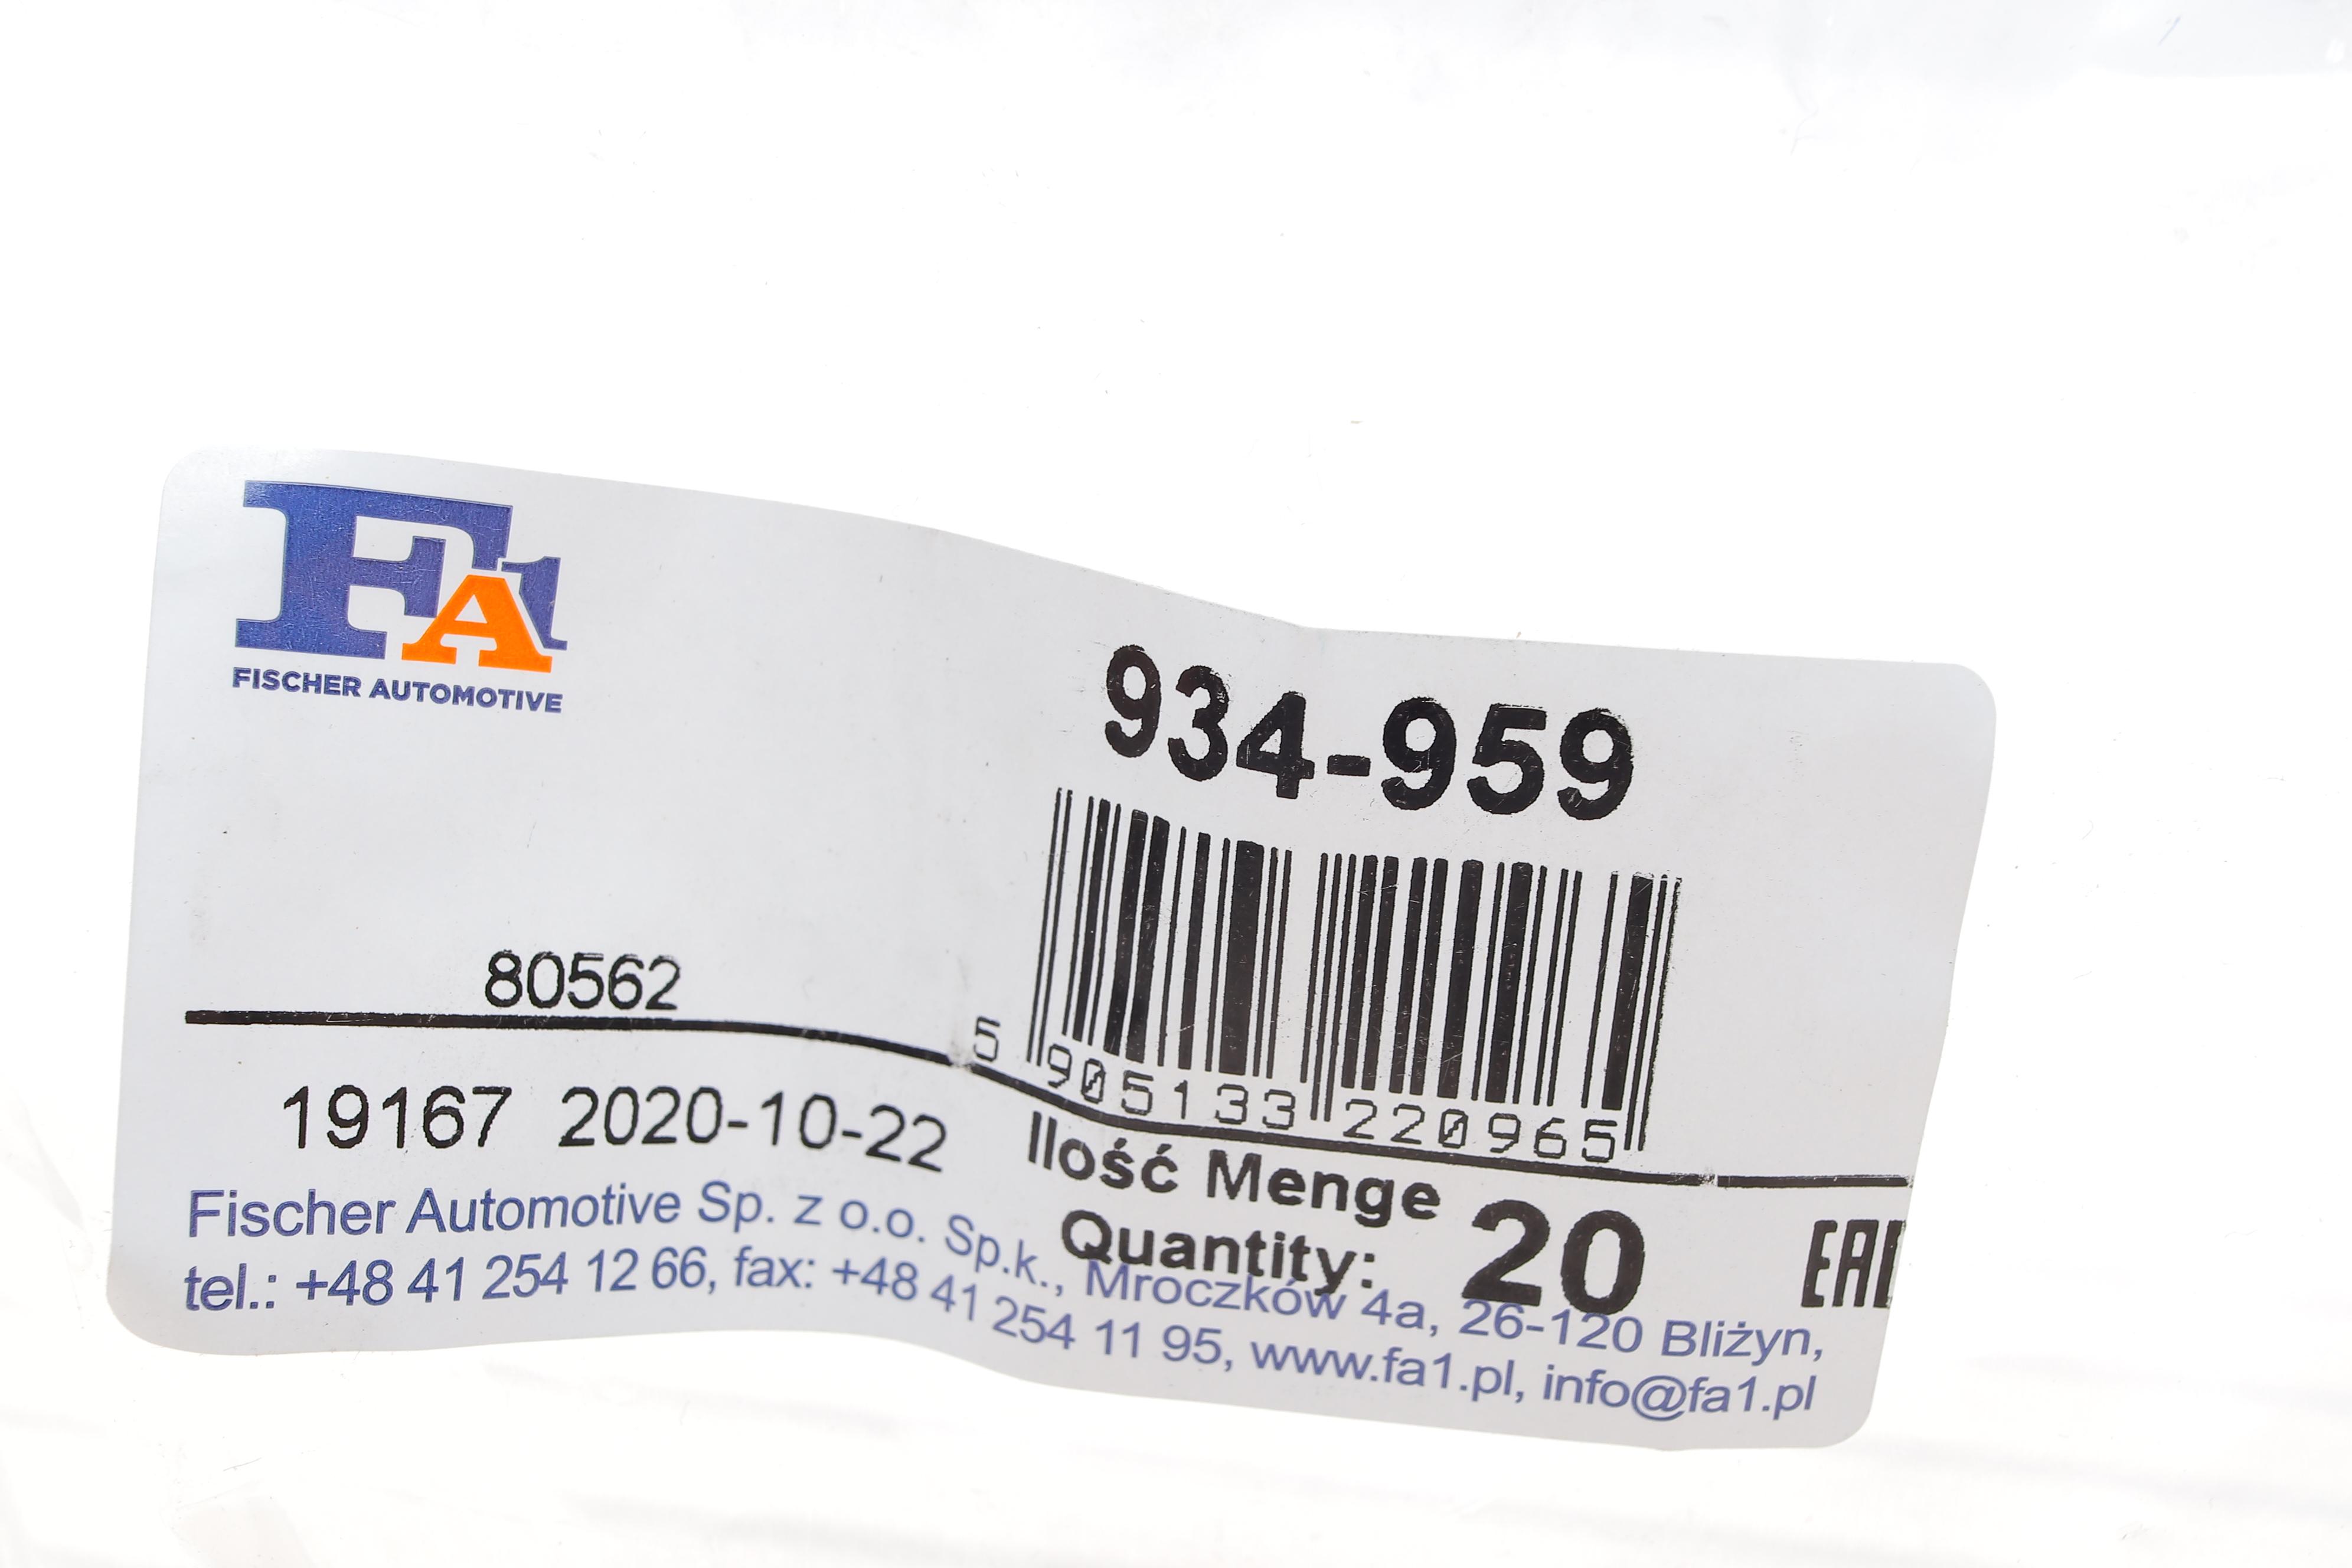 FA1
FISCHER AUTOMOTIVE
934-959
80562
5 905133 220965
19167 2020-10-22
Ilość Menge
Quantity: 20
EAC
Fischer Automotive Sp. z o.o. Sp.k., Mroczków 4a, 26-120 Bliżyn,
tel.: +48 41 254 12 66, fax: +48 41 254 11 95, www.fa1.pl, info@fa1.pl